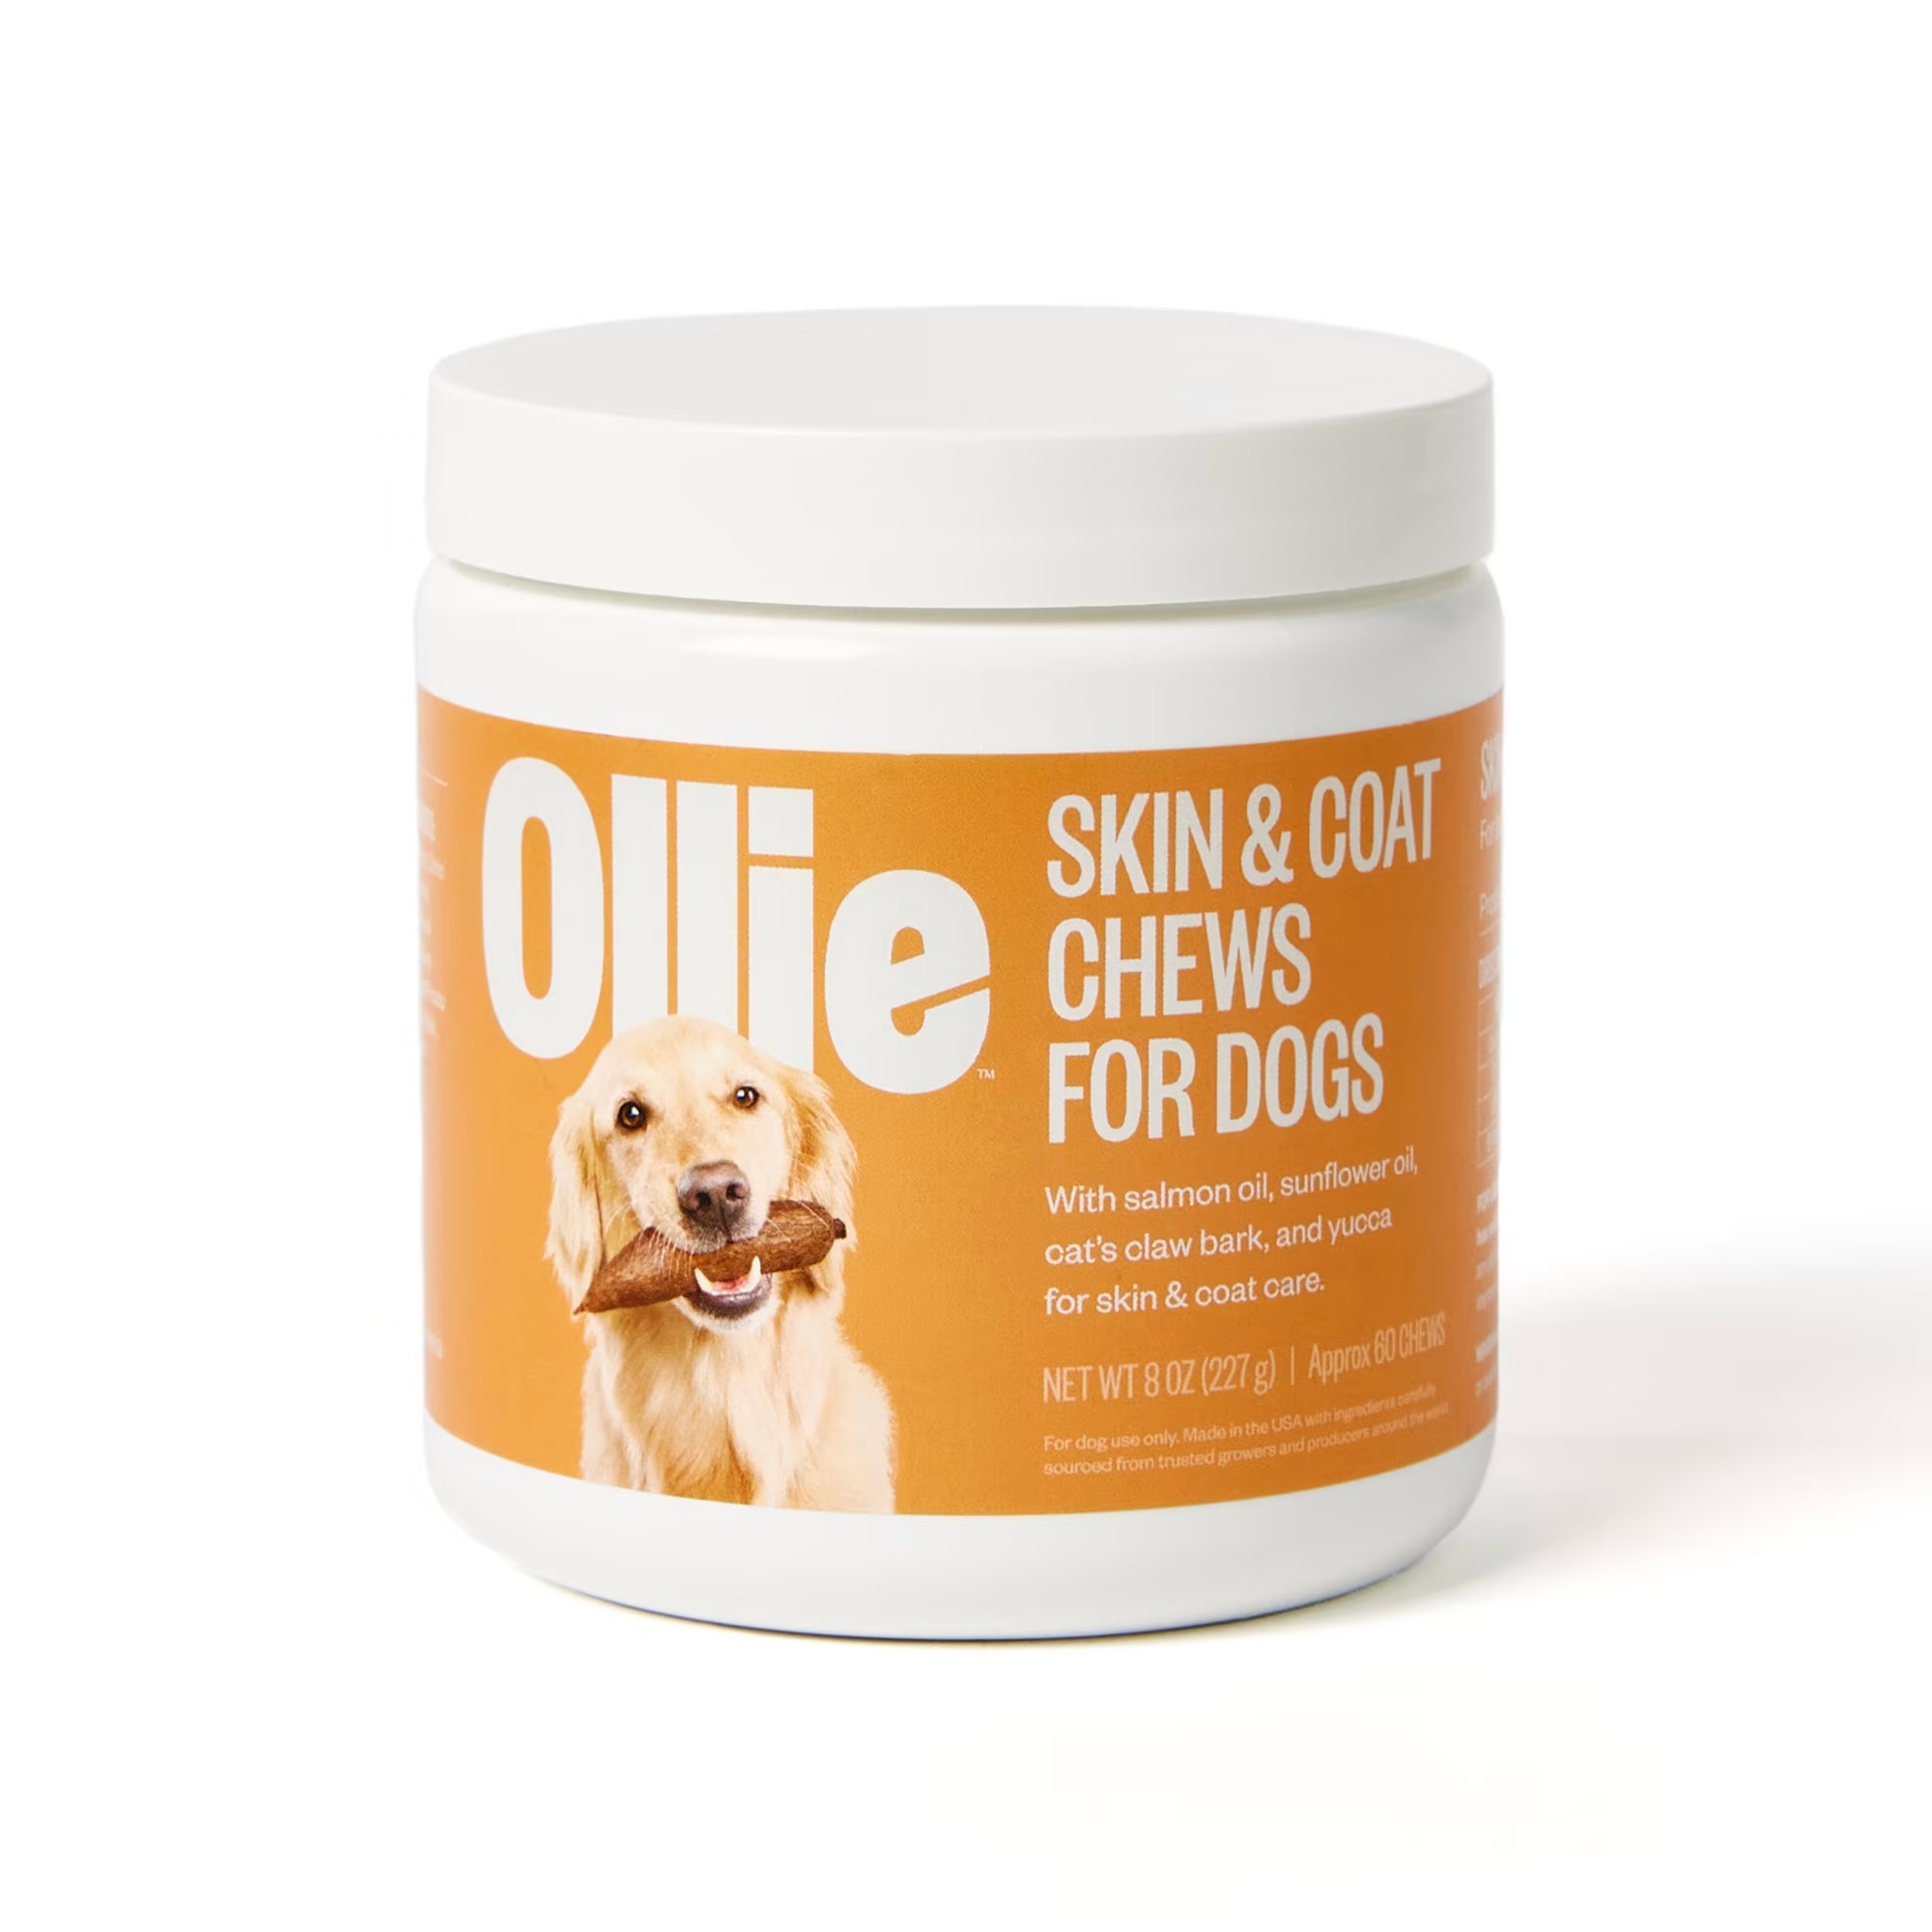 Ollie
™
SKIN & COAT
CHEWS
FOR DOGS
With salmon oil, sunflower oil,
cat's claw bark, and yucca
for skin & coat care.
NET WT 8 OZ (227 g) | Approx 60 CHEWS
For dog use only. Made in the USA with ingredients carefully
sourced from trusted growers and producers around the world.